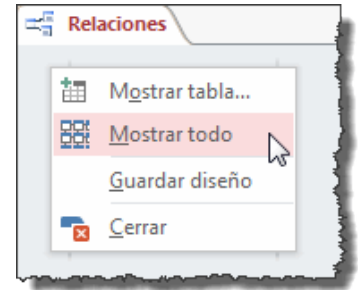 Relaciones
Mostrar tabla...
Mostrar todo
Guardar diseño
Cerrar